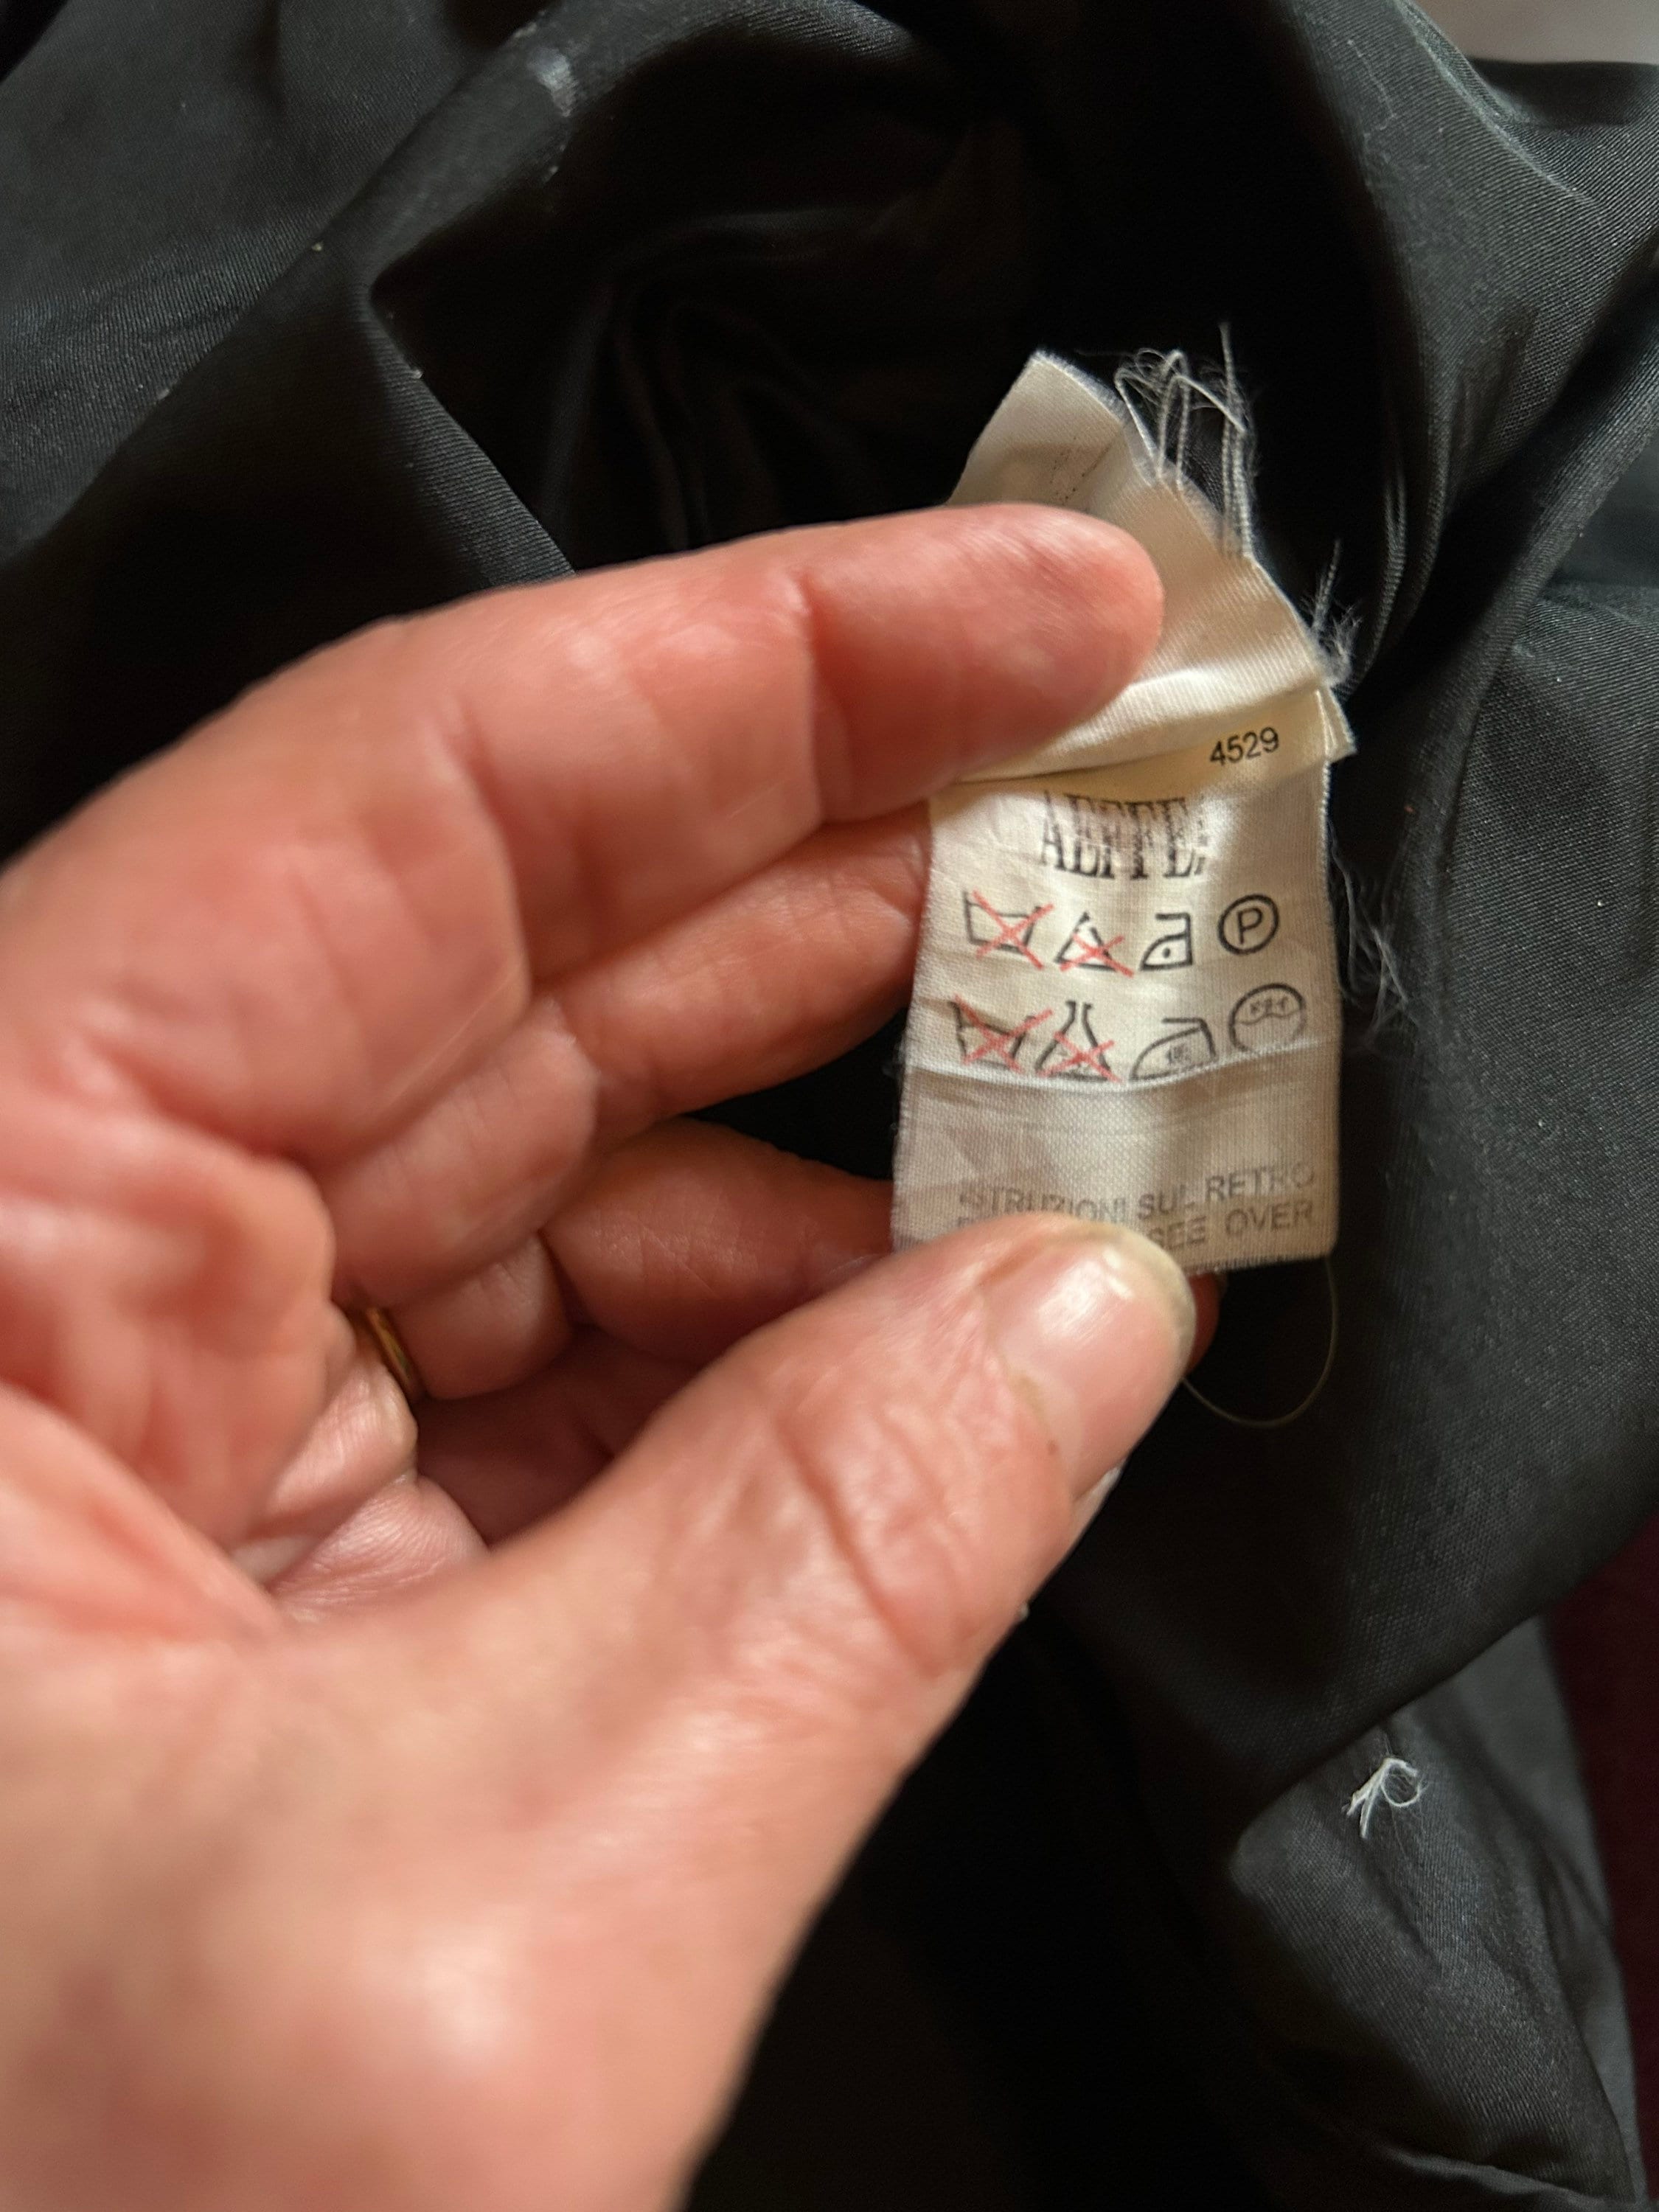 4529
AEFFE
P
ISTRUZIONI SUL RETRO
SEE OVER